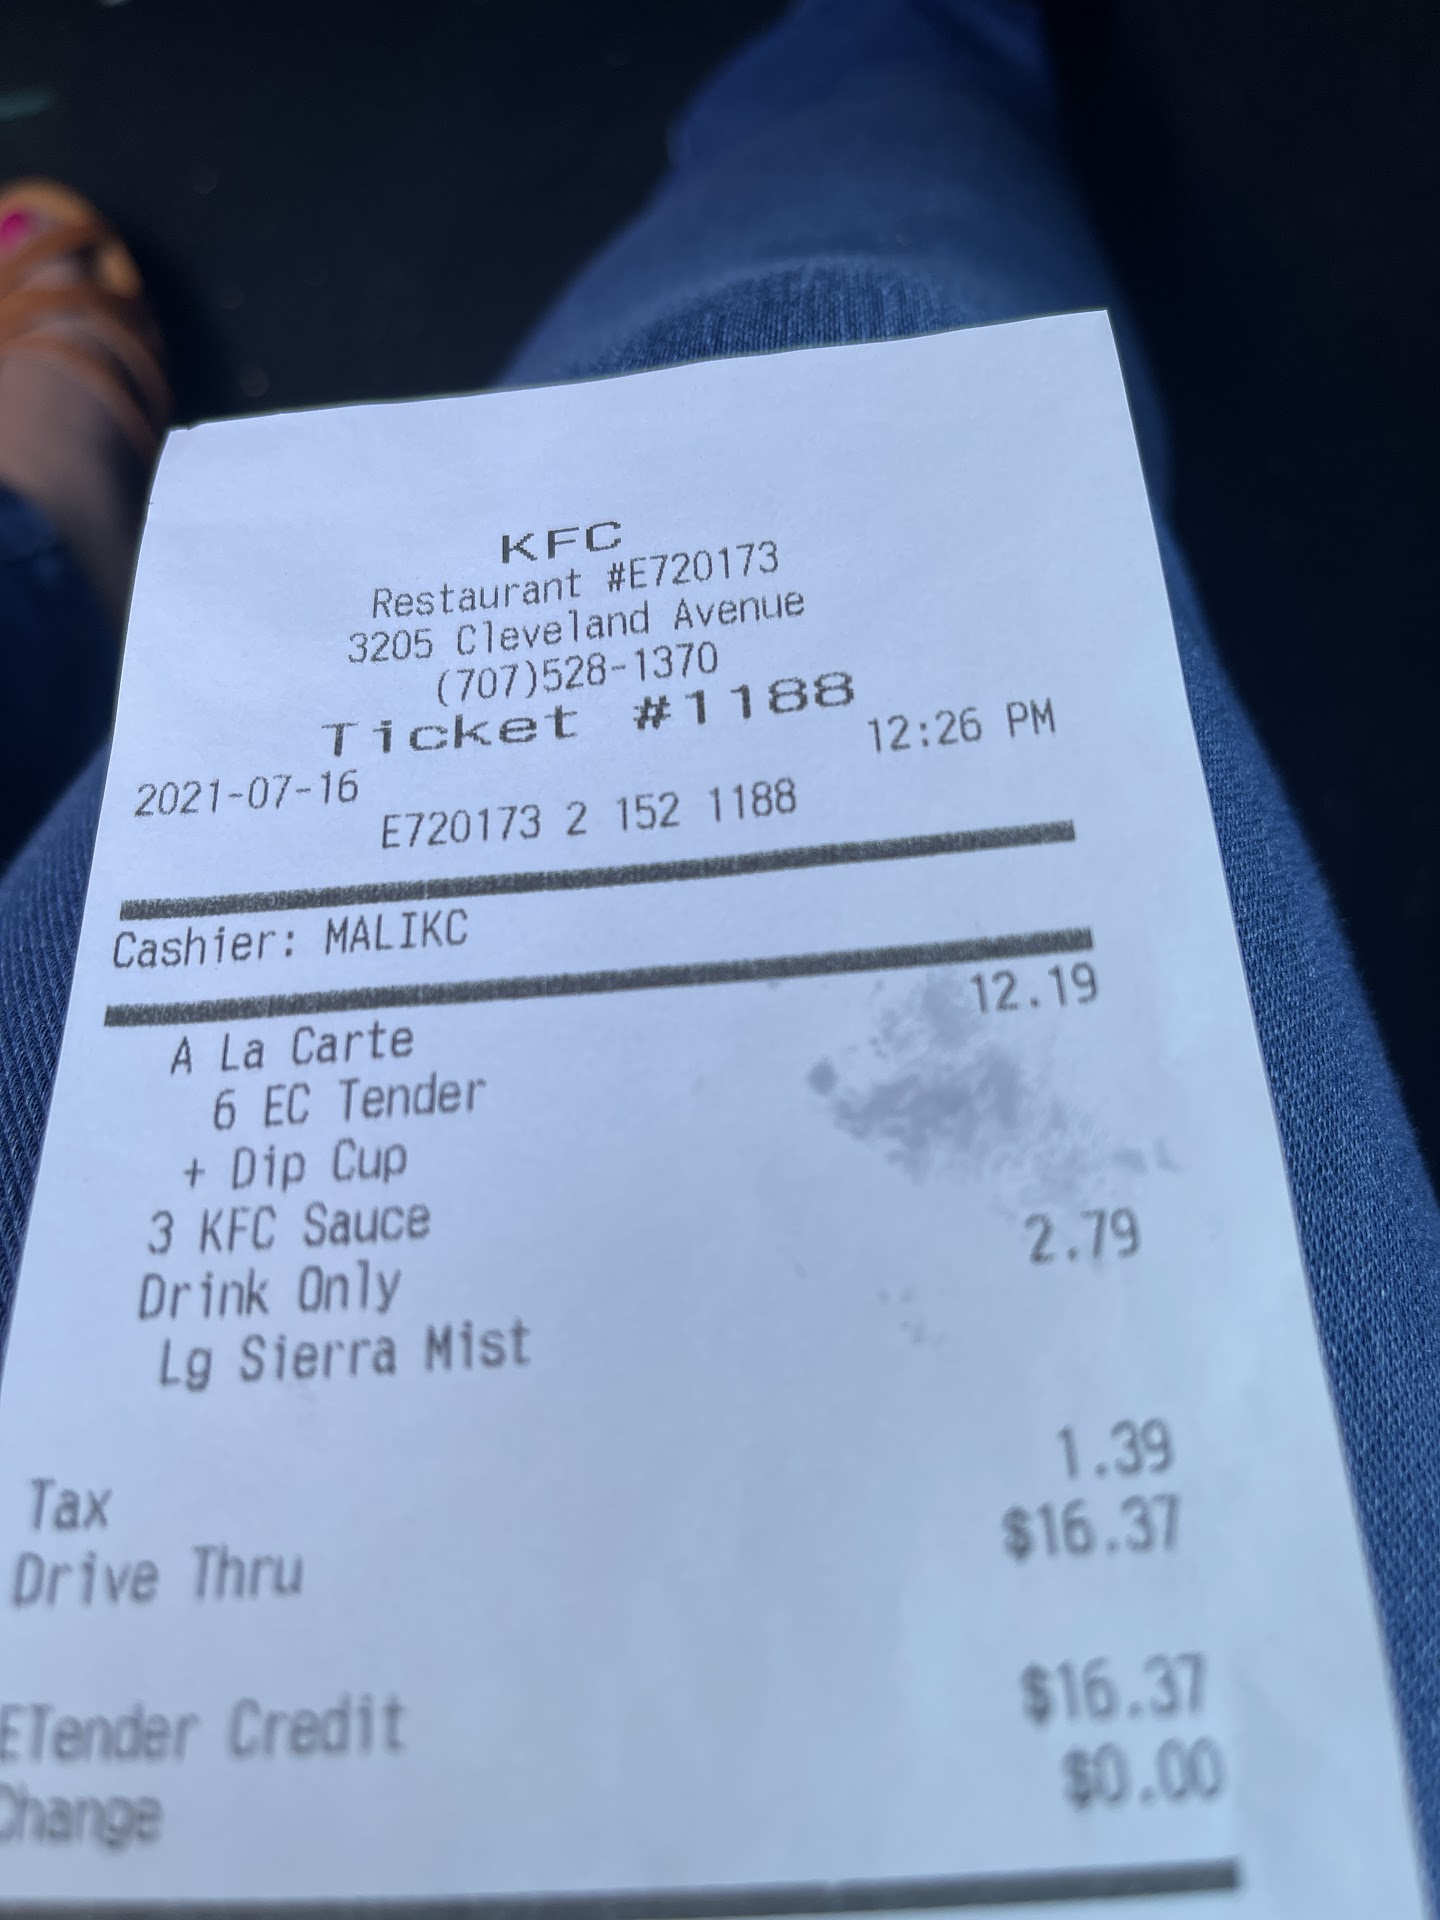 KFC
Restaurant #E720173
3205 Cleveland Avenue
(707)528-1370
Ticket #1188
2021-07-16 12:26 PM
E720173 2 152 1188
Cashier: MALIKC
A La Carte 12.19
6 EC Tender
+ Dip Cup
3 KFC Sauce
Drink Only 2.79
Lg Sierra Mist
Tax 1.39
Drive Thru $16.37
ETender Credit $16.37
Change $0.00